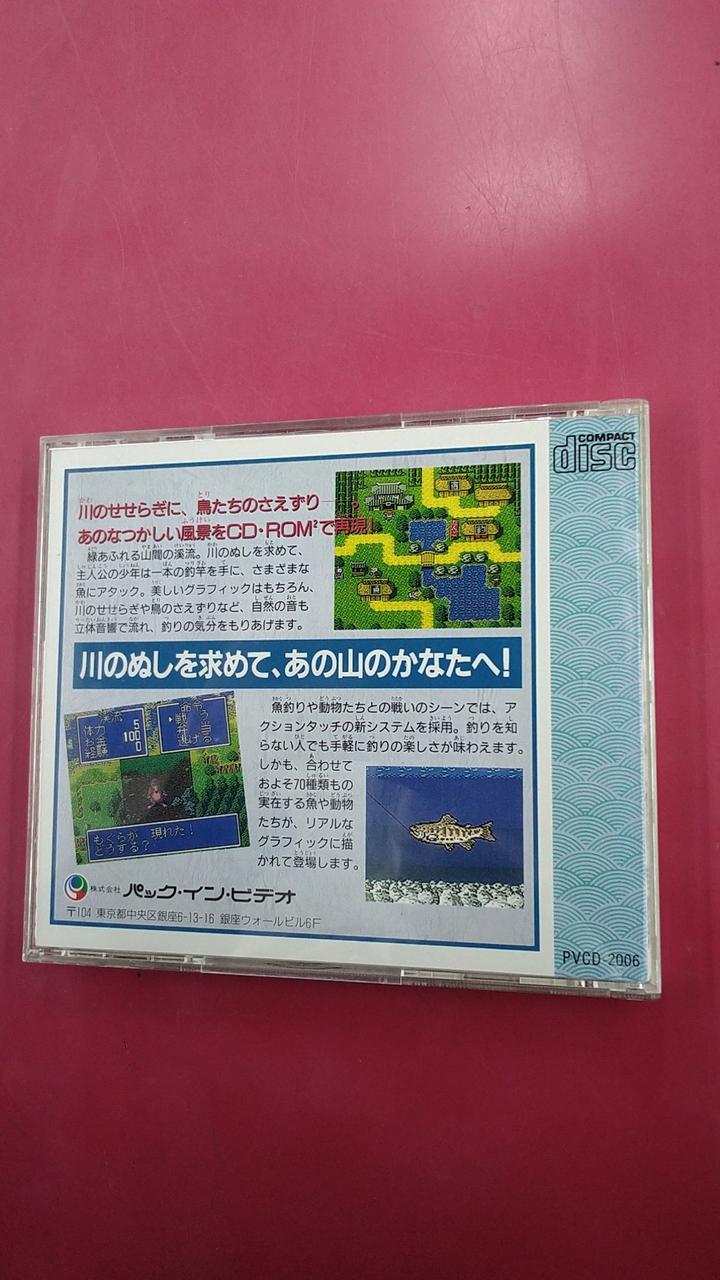 川のせせらぎに、鳥たちのさえずり——。
あのなつかしい風景をCD・ROM²で再現!
緑あふれる山間の渓流。川のぬしを求めて、
主人公の少年は一本の釣竿を手に、さまざまな
魚にアタック。美しいグラフィックはもちろん、
川のせせらぎや鳥のさえずりなど、自然の音も
立体音響で流れ、釣りの気分をもりあげます。
川のぬしを求めて、あの山のかなたへ!
渓流
体力 5
お金 100
経験 0
命令
戦う
弁当
逃げる
もぐらが 現れた!
どうする?
魚釣りや動物たちとの戦いのシーンでは、ア
クションタッチの新システムを採用。釣りを知
らない人でも手軽に釣りの楽しさが味わえます。
しかも、合わせて
およそ70種類もの
実在する魚や動物
たちが、リアルな
グラフィックに描
かれて登場します。
株式会社 パック・イン・ビデオ
〒104 東京都中央区銀座6-13-16 銀座ウォールビル6F
COMPACT
disc
PVCD-2006